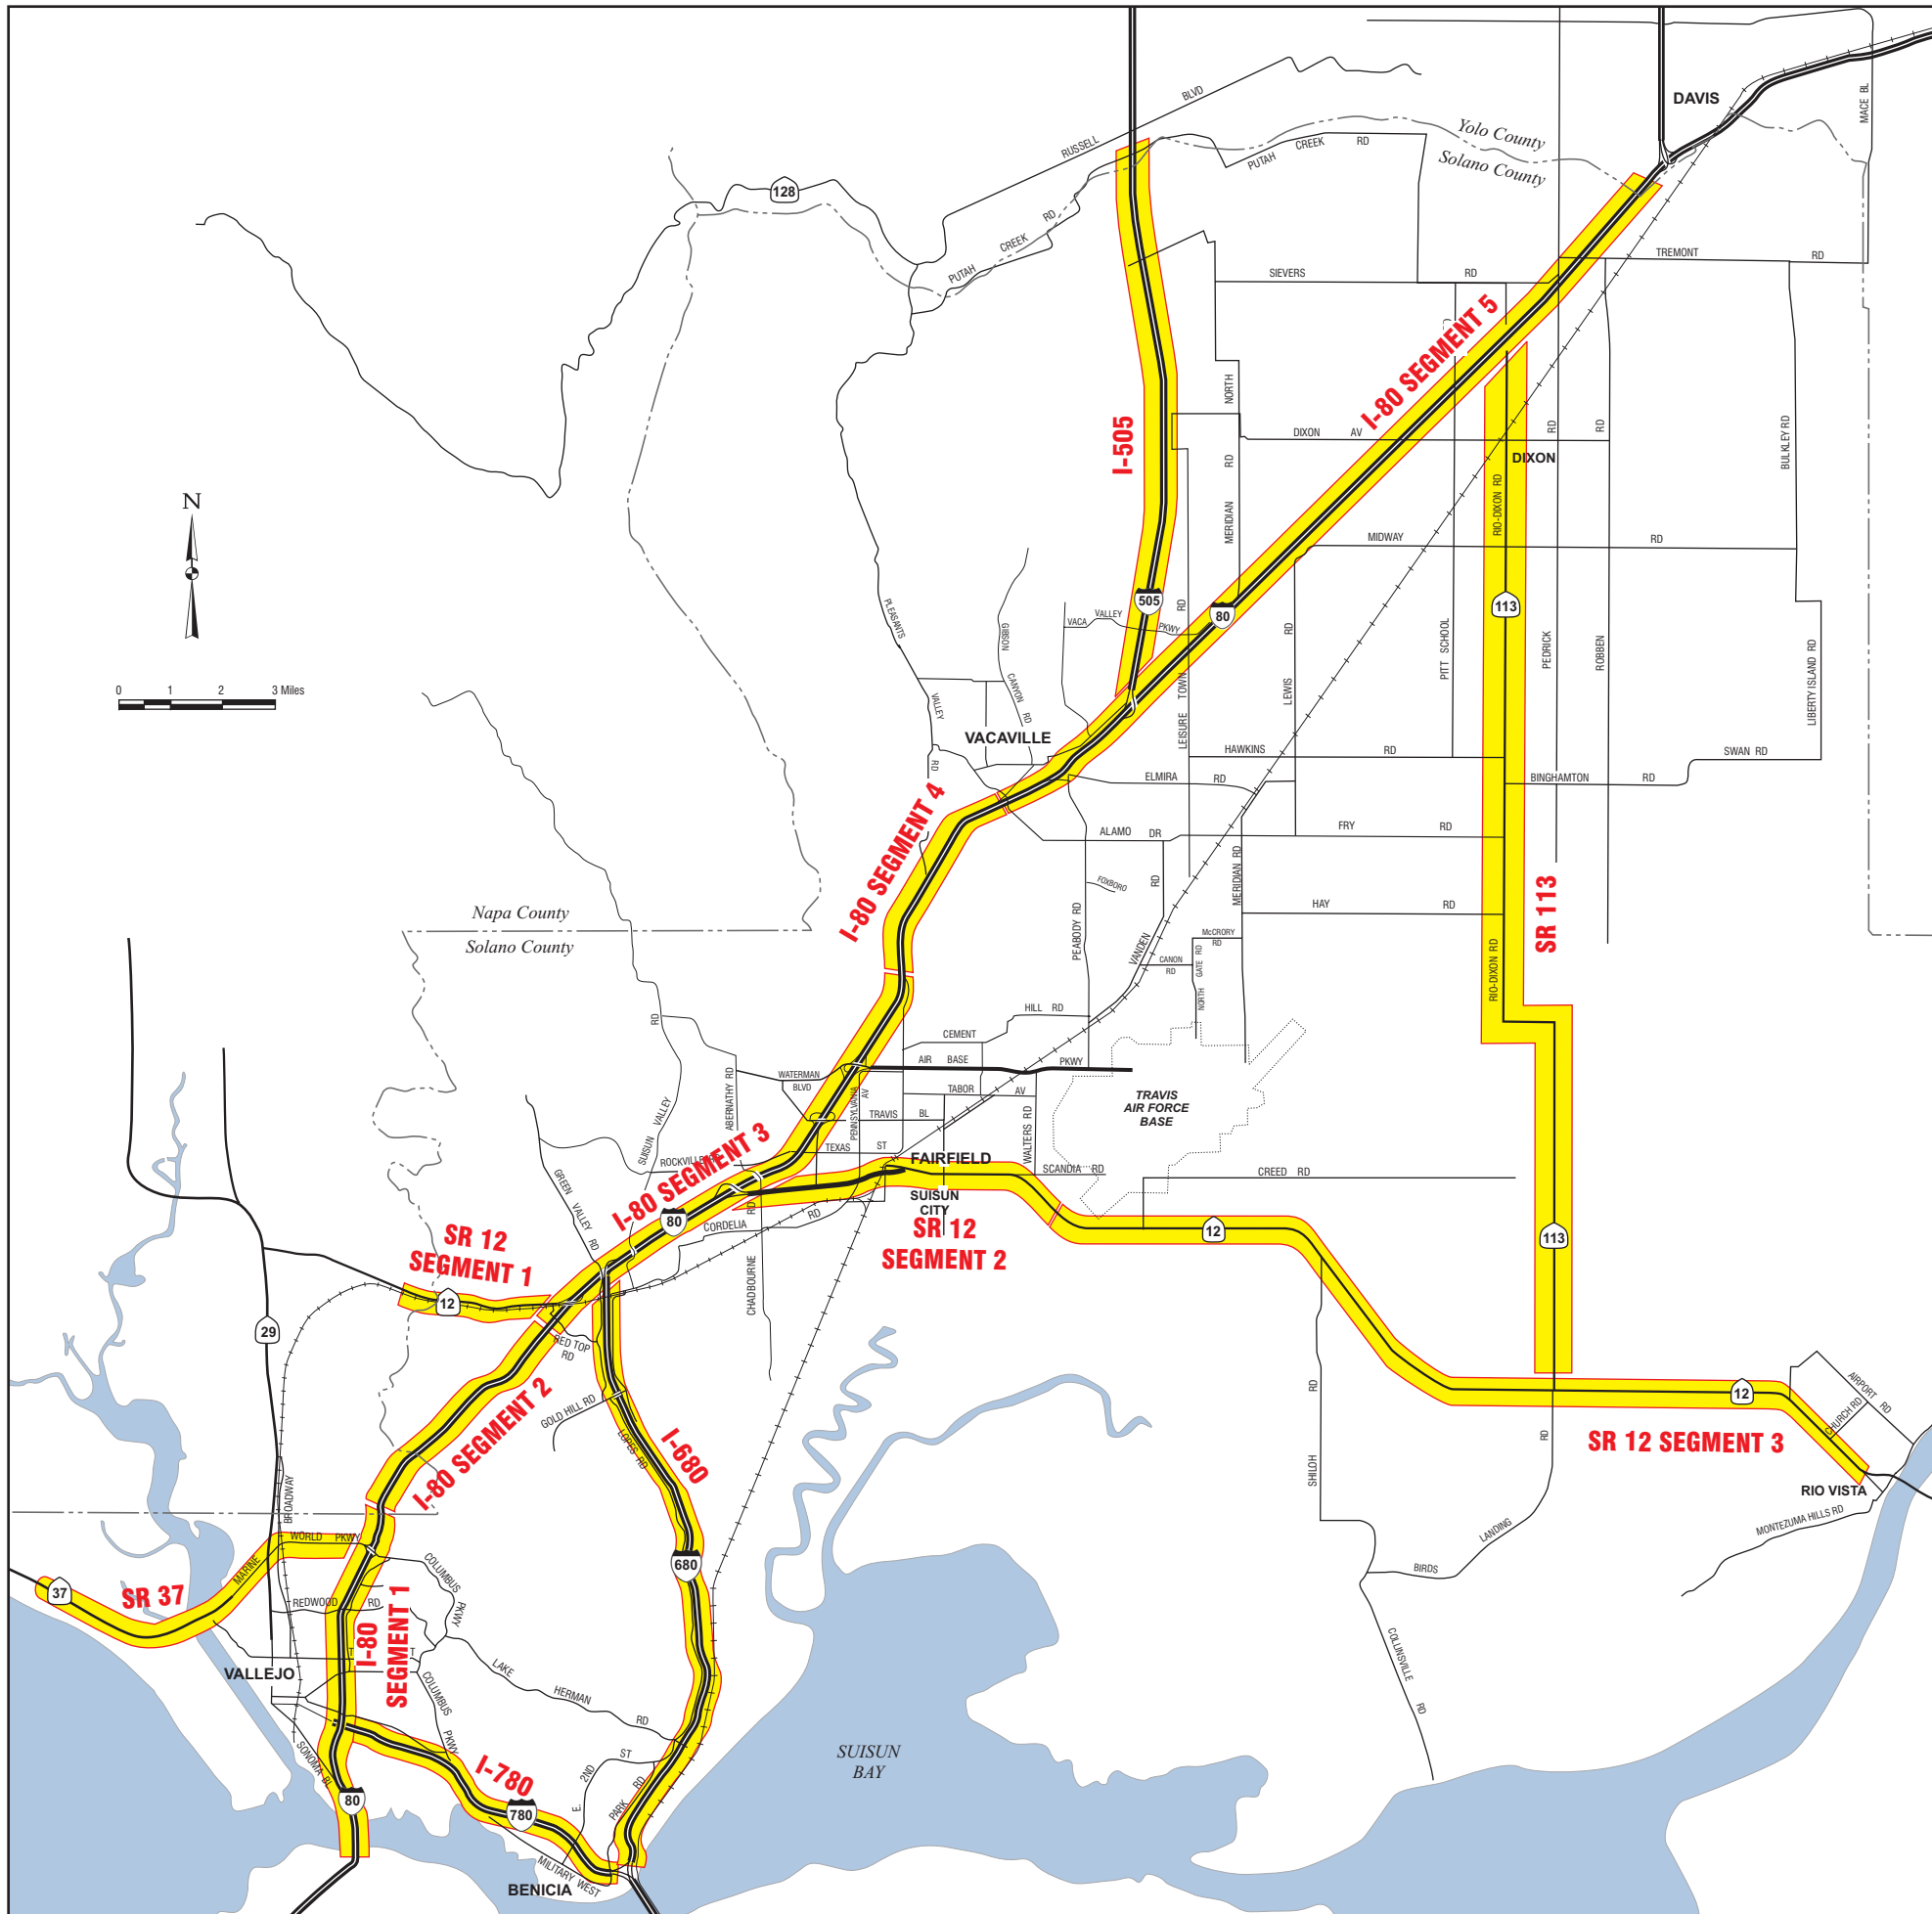 DAVIS
MACE BL
Yolo County
Solano County
RUSSELL
BLVD
PUTAH
CREEK
RD
128
PUTAH
CREEK
RD
SIEVERS
RD
TREMONT
RD
I-80 SEGMENT 5
I-505
NORTH
MERIDIAN
RD
DIXON
AV
DIXON
RD
RD
BULKLEY RD
RIO-DIXON RD
MIDWAY
RD
N
0
1
2
3 Miles
505
80
113
VACA
VALLEY
PKWY
GIBSON
CANYON
RD
PLEASANTS
VALLEY
RD
LEISURE
TOWN
RD
LEWIS
RD
PITT
SCHOOL
PEDRICK
ROBBEN
LIBERTY ISLAND RD
VACAVILLE
HAWKINS
RD
SWAN RD
ELMIRA
RD
BINGHAMTON
RD
ALAMO
DR
FRY
RD
I-80 SEGMENT 4
FOXBORO
RD
MERIDIAN RD
HAY
RD
SR 113
PEABODY RD
VANDEN
McCRORY
RD
CANON
RD
NORTH
GATE
RD
RIO-DIXON RD
Napa County
Solano County
HILL RD
CEMENT
AIR BASE
PKWY
WATERMAN
BLVD
TABOR
AV
TRAVIS
BL
TEXAS
ST
PENNSYLVANIA
AV
ABERNATHY RD
WALTERS RD
TRAVIS
AIR FORCE
BASE
RD
SUISUN
VALLEY
ROCKVILLE
I-80 SEGMENT 3
FAIRFIELD
SCANDIA RD
CREED RD
SUISUN
CITY
GREEN
VALLEY
RD
80
CORDELIA
RD
CHADBOURNE
RD
SR 12
SEGMENT 2
12
113
SR 12
SEGMENT 1
12
29
RED TOP
RD
GOLD HILL RD
LOPES
RD
I-80 SEGMENT 2
I-680
SHILOH
RD
RD
12
AIRPORT
RD
CHURCH RD
SR 12 SEGMENT 3
RIO VISTA
MONTEZUMA HILLS RD
LANDING
BIRDS
COLLINSVILLE
RD
BROADWAY
WORLD PKWY
MARINE
37
SR 37
REDWOOD
RD
COLUMBUS
PKWY
I-80
SEGMENT 1
680
VALLEJO
COLUMBUS
PKWY
LAKE
HERMAN
RD
SONOMA BL
80
I-780
780
E.
2ND
ST
PARK
RD
MILITARY WEST
BENICIA
SUISUN
BAY